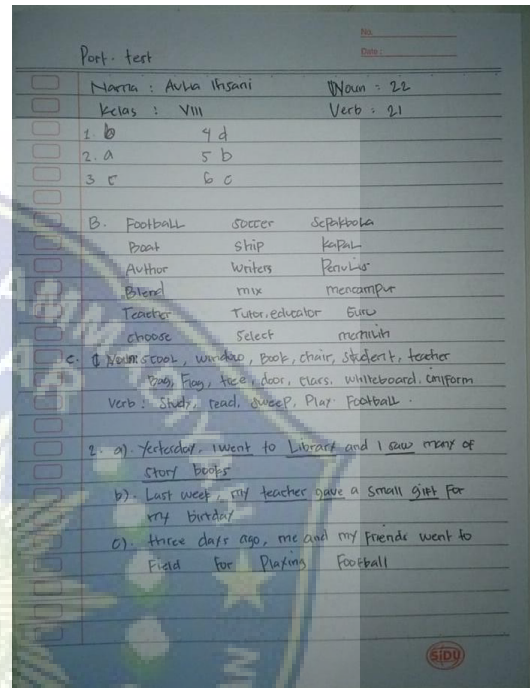 No.
Date :
Port. test
Nama : Aulia Ihsani Noun = 22
Kelas : VIII Verb : 21
1. b 4 d
2. a 5 b
3 c 6 c
B. Football soccer Sepakbola
Boat ship Kapal
Author writers Penulis
Blend mix mencampur
Teacher Tutor, educator Guru
choose Select memilih
C. 1 Noun: stool, window, Book, chair, student, teacher
Bag, Flag, tree, door, class, whiteboard, uniform
Verb : Study, read, sweep, Play Football.
2. a). Yesterday, I went to Library and I saw many of
story books
b). Last week, my teacher gave a small gift for
my birtday
c). three days ago, me and my friends went to
Field for Playing Football
SIDU